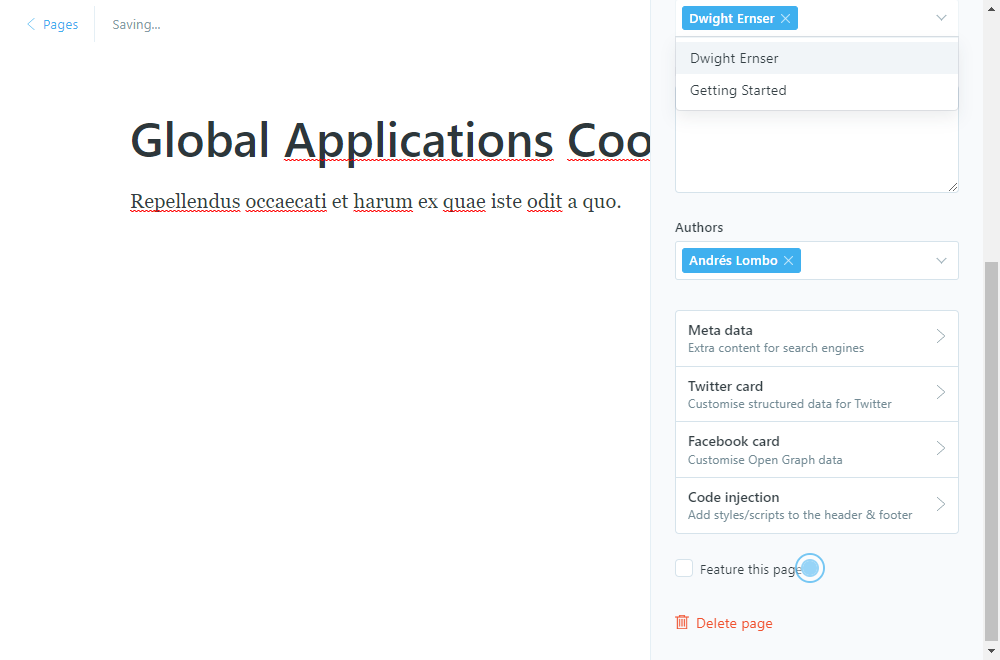 Pages
Saving...
Global Applications Coo
Repellendus occaecati et harum ex quae iste odit a quo.
Dwight Ernser
Dwight Ernser
Getting Started
Authors
Andrés Lombo
Meta data
Extra content for search engines
Twitter card
Customise structured data for Twitter
Facebook card
Customise Open Graph data
Code injection
Add styles/scripts to the header & footer
Feature this page
Delete page